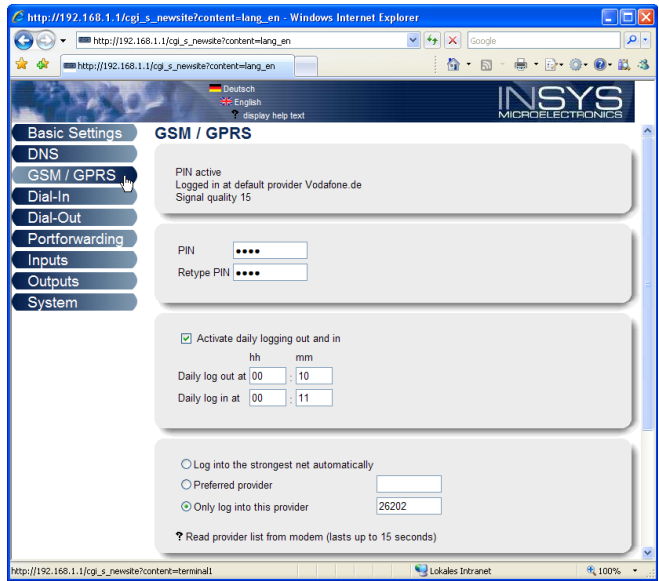 http://192.168.1.1/cgi_s_newsite?content=lang_en - Windows Internet Explorer
http://192.168.1.1/cgi_s_newsite?content=lang_en
Google
http://192.168.1.1/cgi_s_newsite?content=lang_en
Deutsch
English
? display help text
INSYS
MICROELECTRONICS
Basic Settings
DNS
GSM / GPRS
Dial-In
Dial-Out
Portforwarding
Inputs
Outputs
System
GSM / GPRS
PIN active
Logged in at default provider Vodafone.de
Signal quality 15
PIN ••••
Retype PIN ••••
Activate daily logging out and in
hh mm
Daily log out at 00 : 10
Daily log in at 00 : 11
Log into the strongest net automatically
Preferred provider
Only log into this provider 26202
? Read provider list from modem (lasts up to 15 seconds)
http://192.168.1.1/cgi_s_newsite?content=terminal1
Lokales Intranet
100%